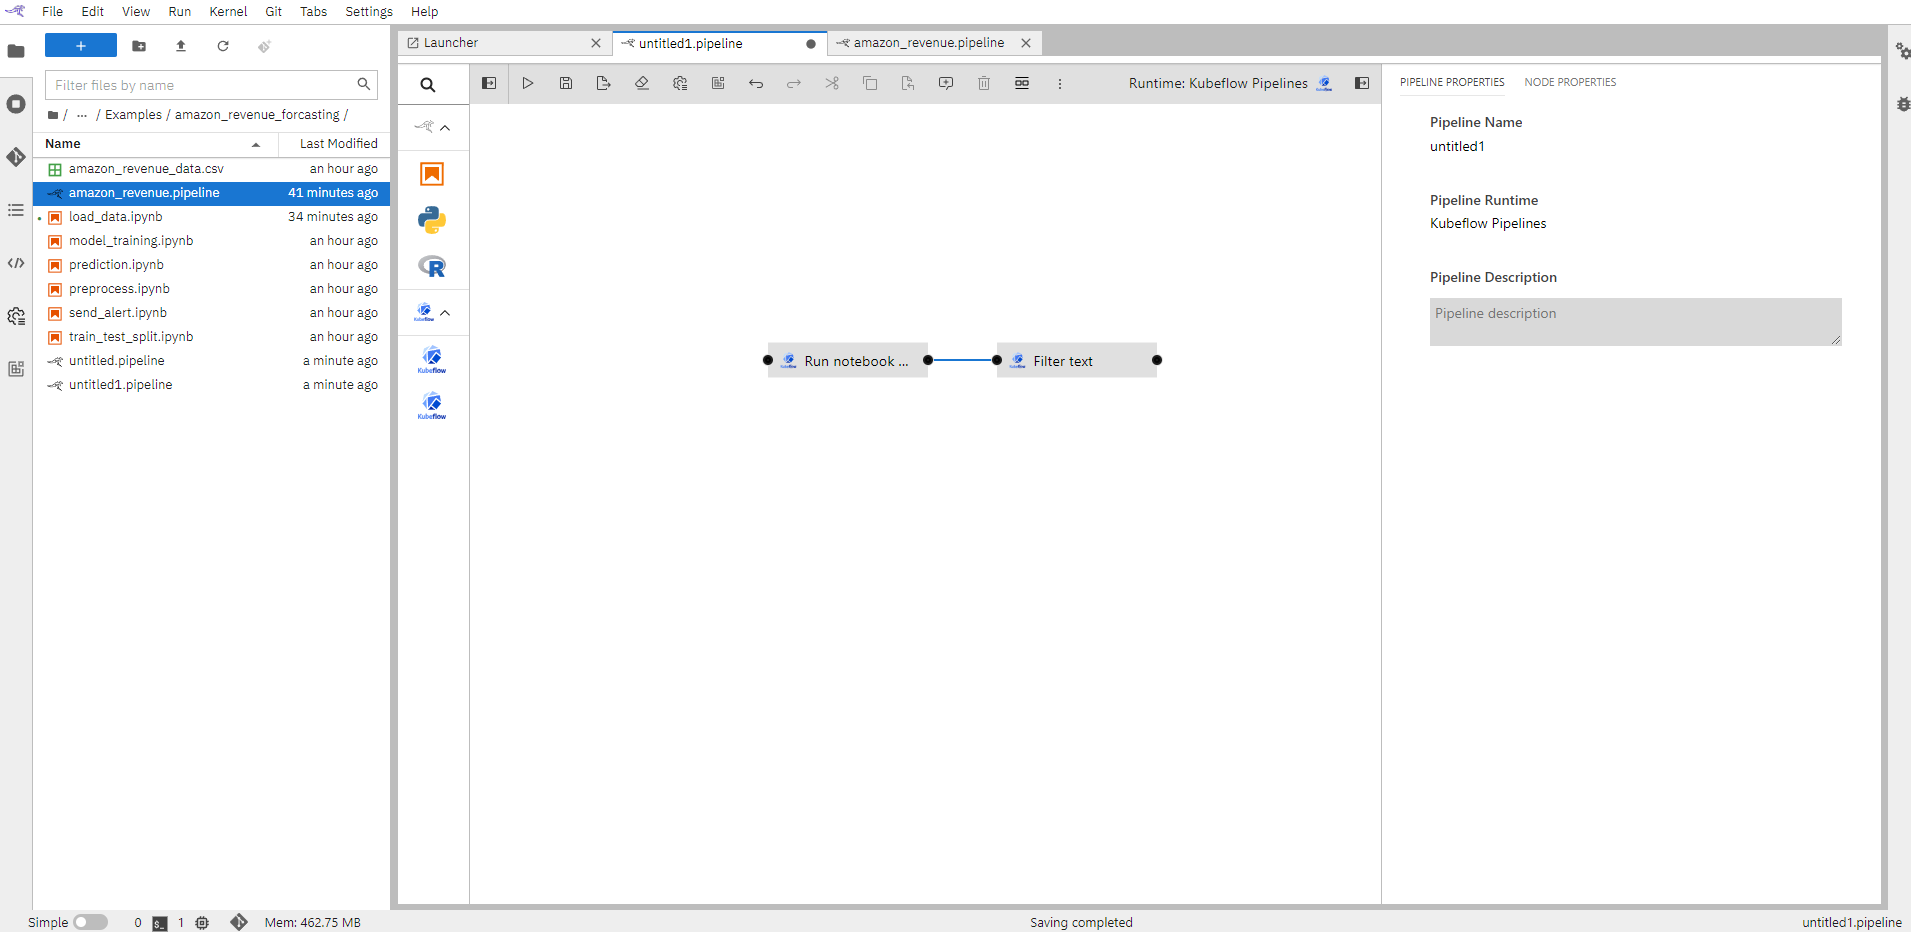 File Edit View Run Kernel Git Tabs Settings Help
+
Filter files by name
/ ... / Examples / amazon_revenue_forcasting /
Name Last Modified
amazon_revenue_data.csv an hour ago
amazon_revenue.pipeline 41 minutes ago
load_data.ipynb 34 minutes ago
model_training.ipynb an hour ago
prediction.ipynb an hour ago
preprocess.ipynb an hour ago
send_alert.ipynb an hour ago
train_test_split.ipynb an hour ago
untitled.pipeline a minute ago
untitled1.pipeline a minute ago
Launcher untitled1.pipeline amazon_revenue.pipeline
Runtime: Kubeflow Pipelines
R
Kubeflow
Kubeflow
Kubeflow
Kubeflow Run notebook ... Kubeflow Filter text
PIPELINE PROPERTIES NODE PROPERTIES
Pipeline Name
untitled1
Pipeline Runtime
Kubeflow Pipelines
Pipeline Description
Pipeline description
Simple 0 $_ 1 Mem: 462.75 MB Saving completed untitled1.pipeline